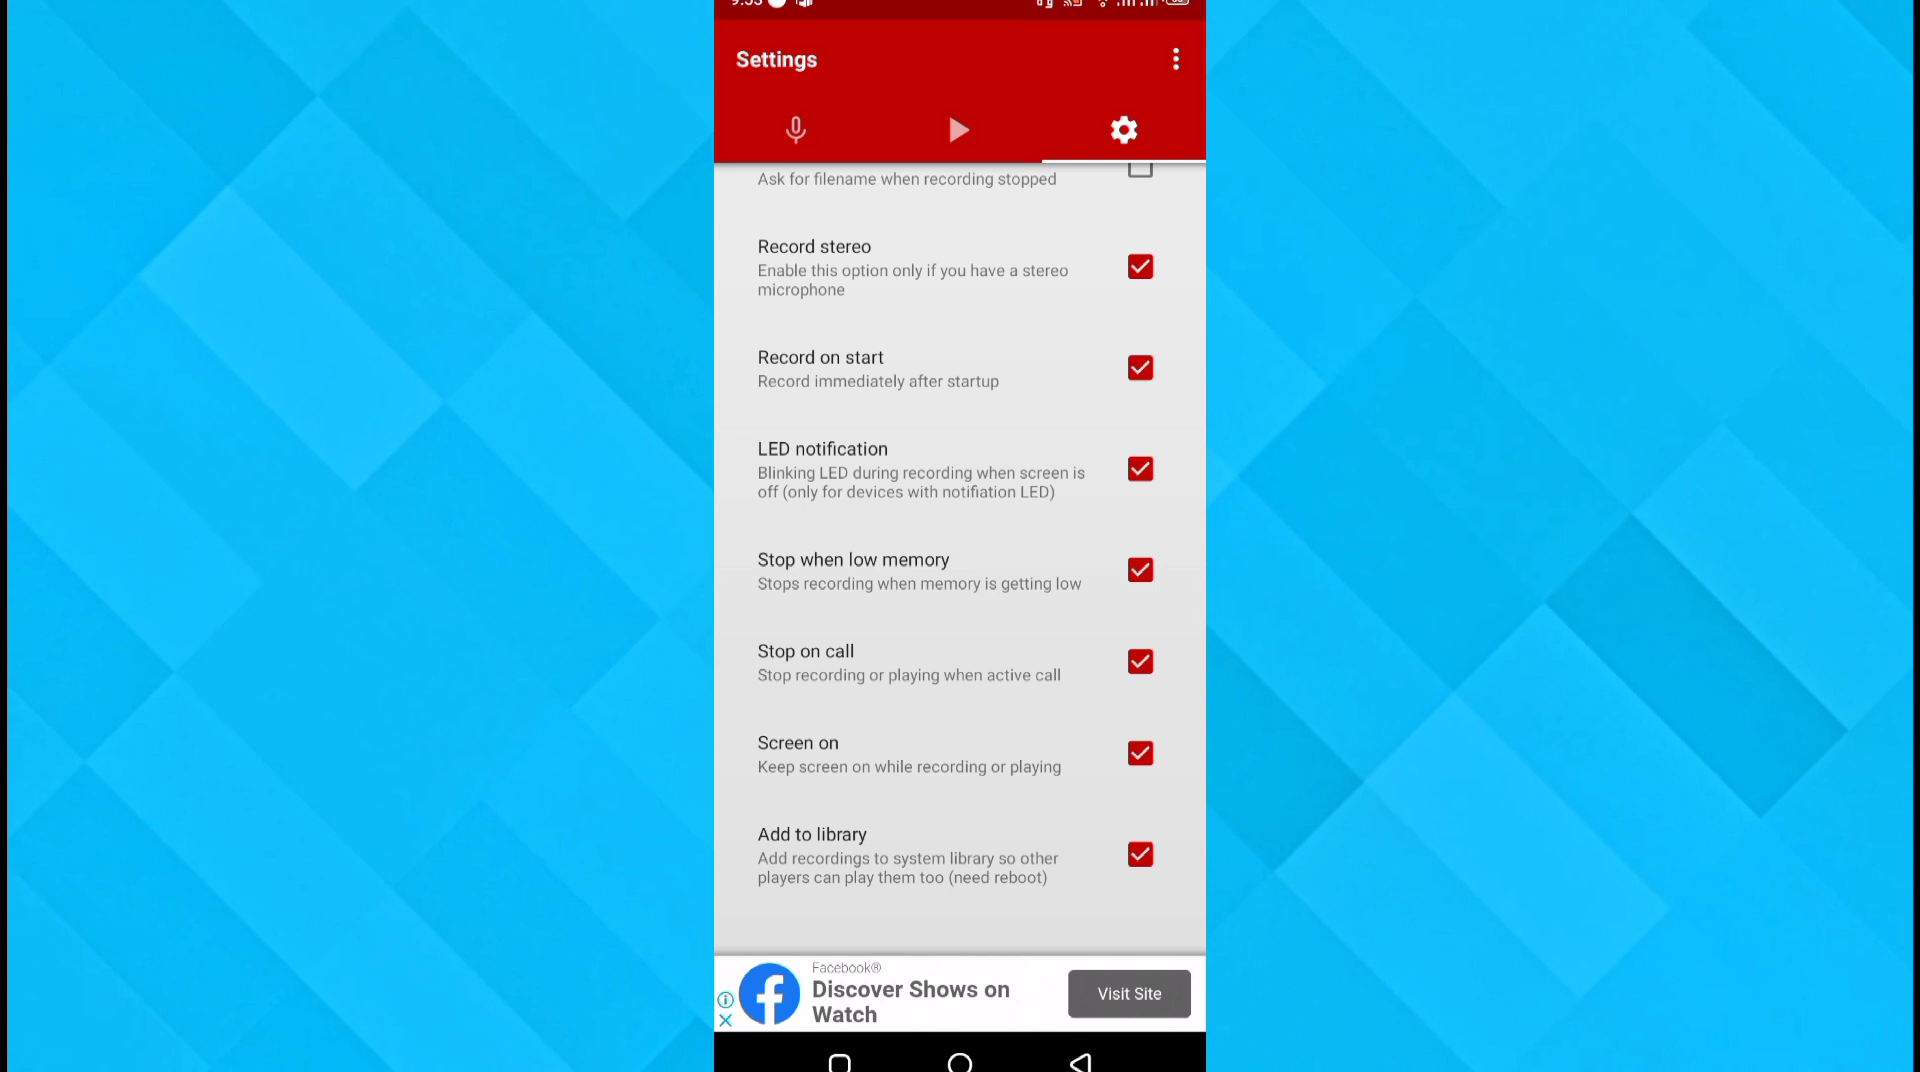 9:53
Settings
Ask for filename when recording stopped
Record stereo
Enable this option only if you have a stereo
microphone
Record on start
Record immediately after startup
LED notification
Blinking LED during recording when screen is
off (only for devices with notifiation LED)
Stop when low memory
Stops recording when memory is getting low
Stop on call
Stop recording or playing when active call
Screen on
Keep screen on while recording or playing
Add to library
Add recordings to system library so other
players can play them too (need reboot)
Facebook®
Discover Shows on
Watch
Visit Site